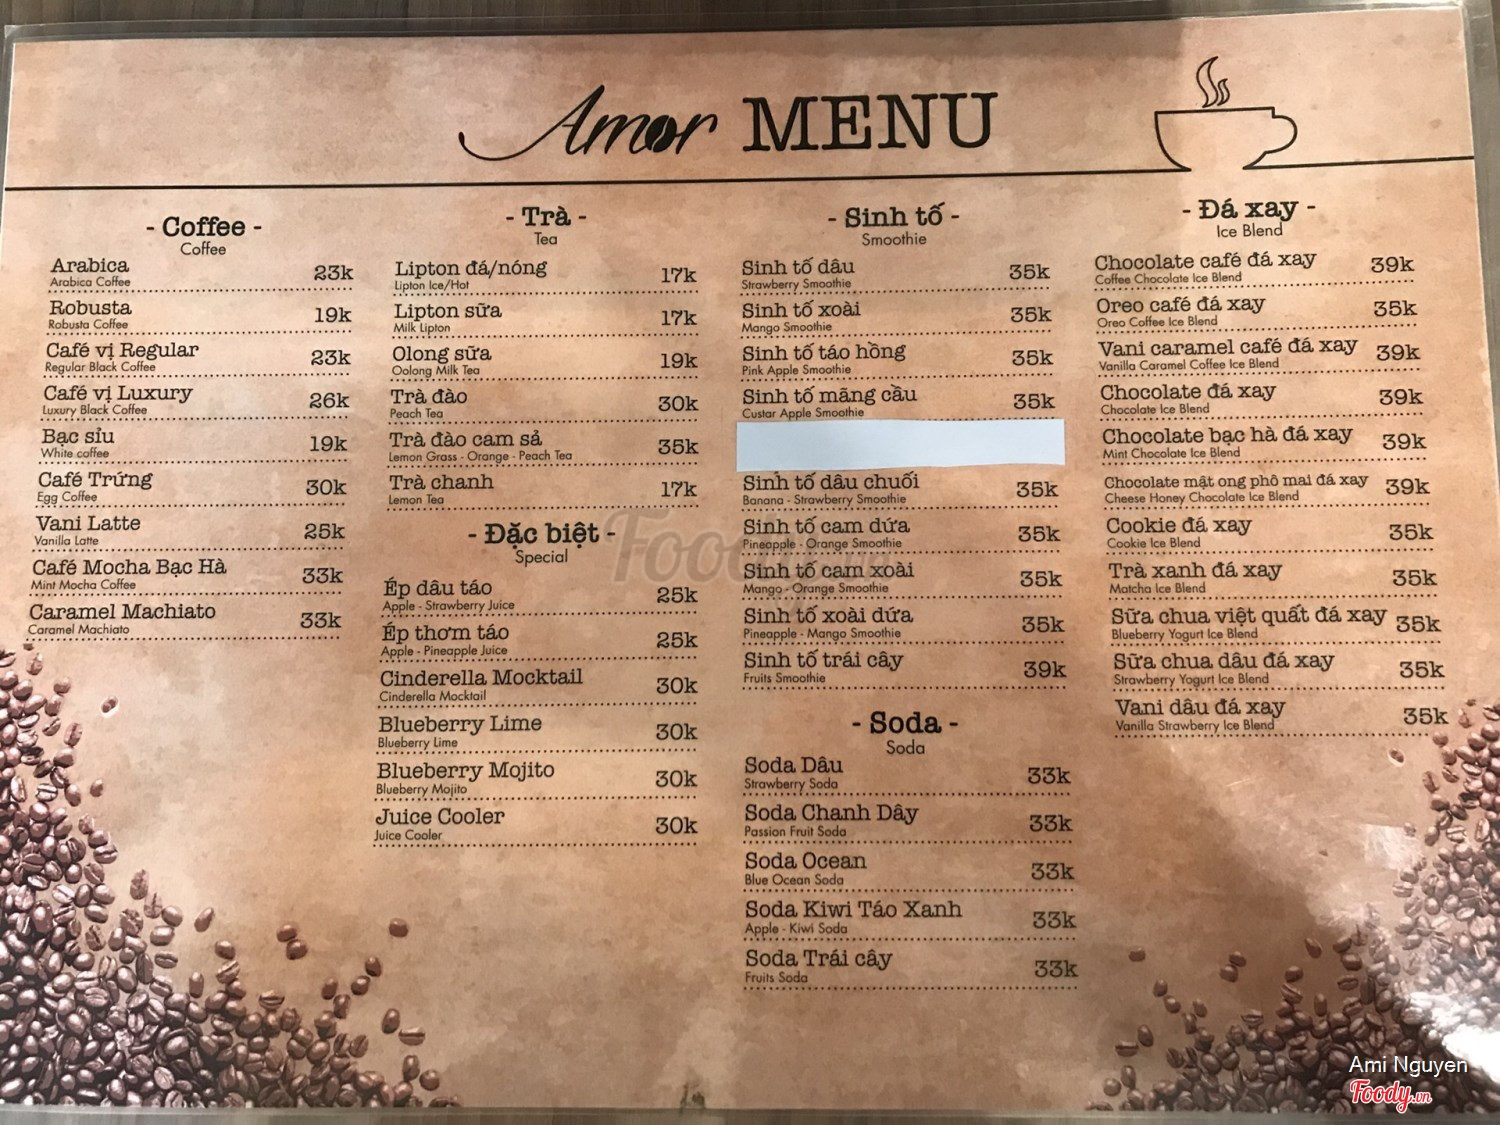 Amor MENU
- Coffee -
Coffee
Arabica 23k
Arabica Coffee
Robusta 19k
Robusta Coffee
Café vị Regular 23k
Regular Black Coffee
Café vị Luxury 26k
Luxury Black Coffee
Bạc sỉu 19k
White coffee
Café Trứng 30k
Egg Coffee
Vani Latte 25k
Vanilla Latte
Café Mocha Bạc Hà 33k
Mint Mocha Coffee
Caramel Machiato 33k
Caramel Machiato
- Trà -
Tea
Lipton đá/nóng 17k
Lipton Ice/Hot
Lipton sữa 17k
Milk Lipton
Olong sữa 19k
Oolong Milk Tea
Trà đào 30k
Peach Tea
Trà đào cam sả 35k
Lemon Grass - Orange - Peach Tea
Trà chanh 17k
Lemon Tea
- Đặc biệt -
Special
Ép dâu táo 25k
Apple - Strawberry Juice
Ép thơm táo 25k
Apple - Pineapple Juice
Cinderella Mocktail 30k
Cinderella Mocktail
Blueberry Lime 30k
Blueberry Lime
Blueberry Mojito 30k
Blueberry Mojito
Juice Cooler 30k
Juice Cooler
- Sinh tố -
Smoothie
Sinh tố dâu 35k
Strawberry Smoothie
Sinh tố xoài 35k
Mango Smoothie
Sinh tố táo hồng 35k
Pink Apple Smoothie
Sinh tố mãng cầu 35k
Custar Apple Smoothie
Sinh tố dâu chuối 35k
Banana - Strawberry Smoothie
Sinh tố cam dứa 35k
Pineapple - Orange Smoothie
Sinh tố cam xoài 35k
Mango - Orange Smoothie
Sinh tố xoài dứa 35k
Pineapple - Mango Smoothie
Sinh tố trái cây 39k
Fruits Smoothie
- Soda -
Soda
Soda Dâu 33k
Strawberry Soda
Soda Chanh Dây 33k
Passion Fruit Soda
Soda Ocean 33k
Blue Ocean Soda
Soda Kiwi Táo Xanh 33k
Apple - Kiwi Soda
Soda Trái cây 33k
Fruits Soda
- Đá xay -
Ice Blend
Chocolate café đá xay 39k
Coffee Chocolate Ice Blend
Oreo café đá xay 35k
Oreo Coffee Ice Blend
Vani caramel café đá xay 39k
Vanilla Caramel Coffee Ice Blend
Chocolate đá xay 39k
Chocolate Ice Blend
Chocolate bạc hà đá xay 39k
Mint Chocolate Ice Blend
Chocolate mật ong phô mai đá xay 39k
Cheese Honey Chocolate Ice Blend
Cookie đá xay 35k
Cookie Ice Blend
Trà xanh đá xay 35k
Matcha Ice Blend
Sữa chua việt quất đá xay 35k
Blueberry Yogurt Ice Blend
Sữa chua dâu đá xay 35k
Strawberry Yogurt Ice Blend
Vani dâu đá xay 35k
Vanilla Strawberry Ice Blend
Ami Nguyen
Foody.vn